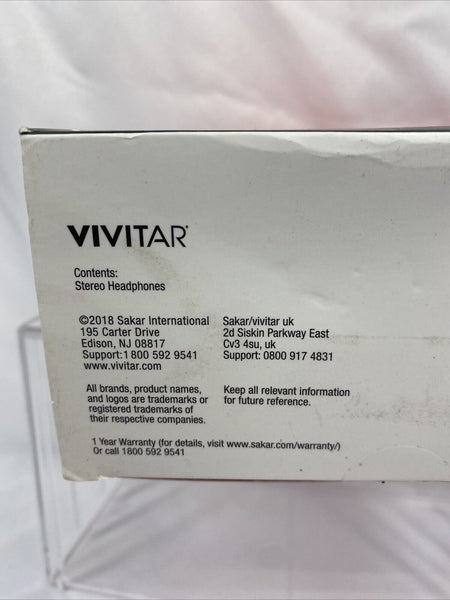 VIVITAR
Contents:
Stereo Headphones
©2018 Sakar International
195 Carter Drive
Edison, NJ 08817
Support:1 800 592 9541
www.vivitar.com
Sakar/vivitar uk
2d Siskin Parkway East
Cv3 4su, uk
Support: 0800 917 4831
All brands, product names,
and logos are trademarks or
registered trademarks of
their respective companies.
Keep all relevant information
for future reference.
1 Year Warranty (for details, visit www.sakar.com/warranty/)
Or call 1800 592 9541